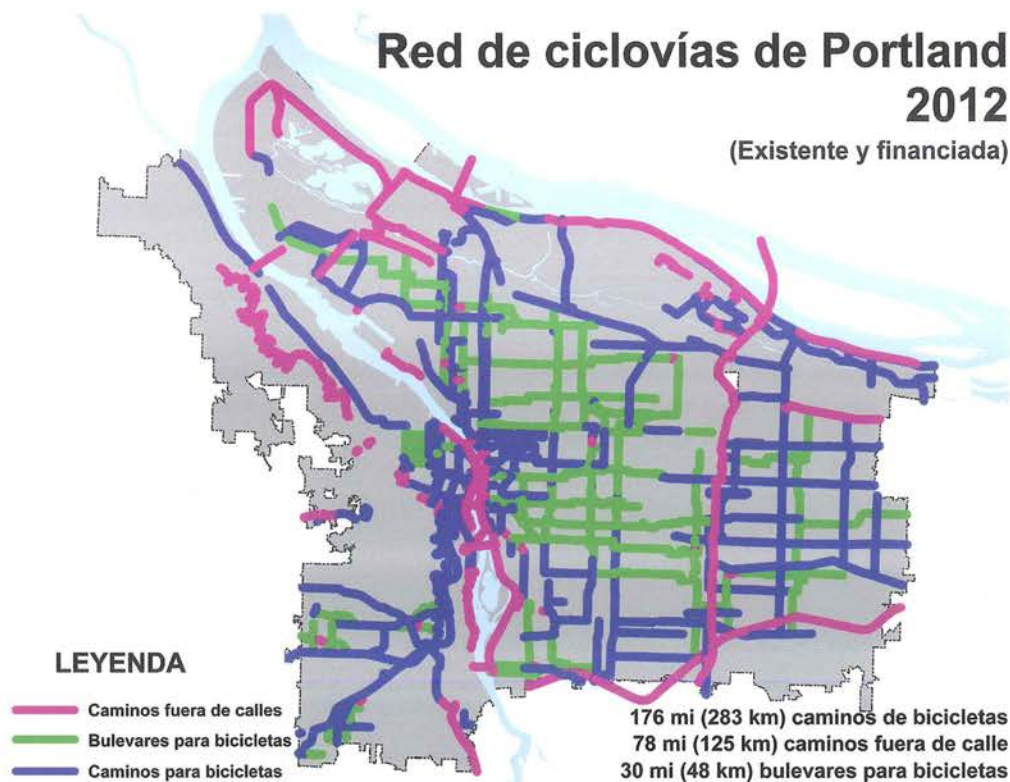 Red de ciclovías de Portland
2012
(Existente y financiada)
LEYENDA
Caminos fuera de calles
Bulevares para bicicletas
Caminos para bicicletas
176 mi (283 km) caminos de bicicletas
78 mi (125 km) caminos fuera de calle
30 mi (48 km) bulevares para bicicletas